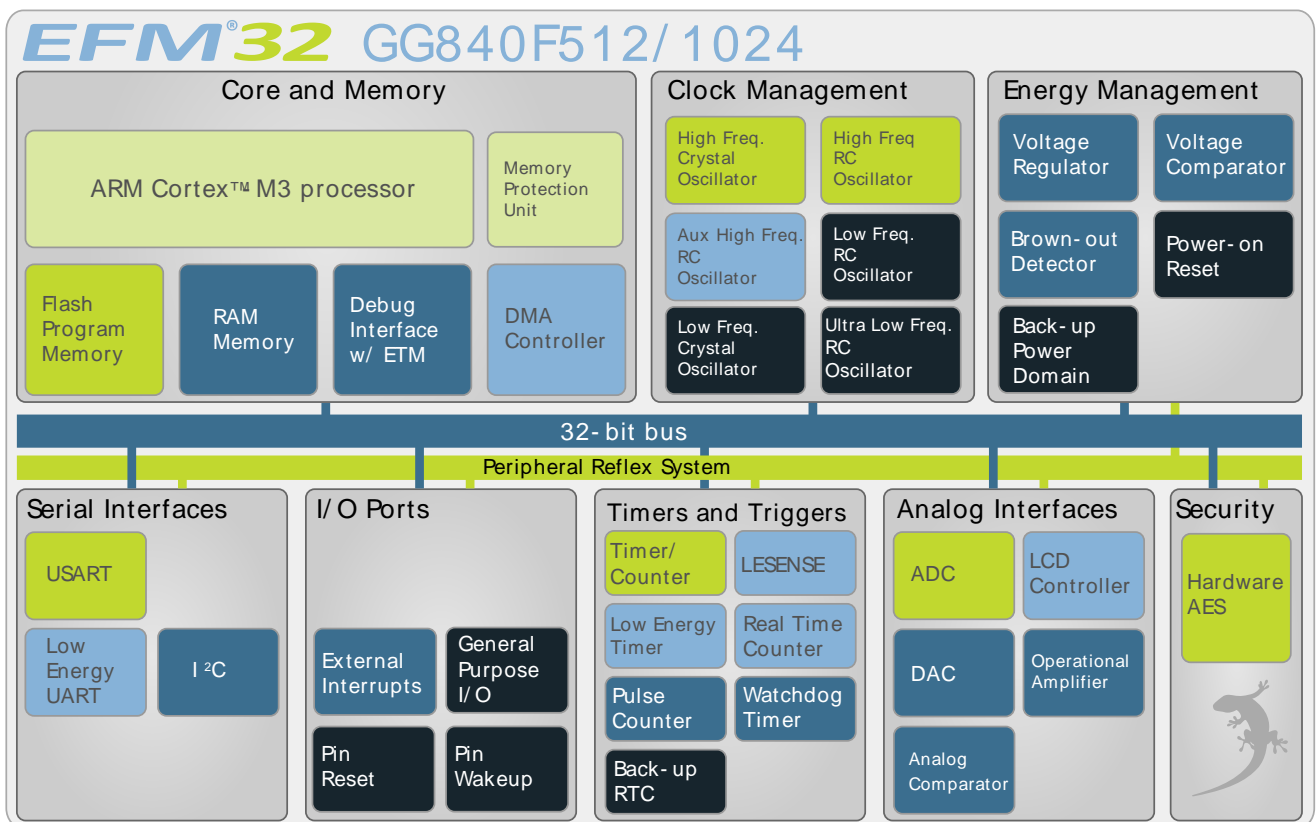 EFM®32 GG840F512/1024
Core and Memory
ARM Cortex™ M3 processor
Memory
Protection
Unit
Flash
Program
Memory
RAM
Memory
Debug
Interface
w/ ETM
DMA
Controller
Clock Management
High Freq.
Crystal
Oscillator
High Freq
RC
Oscillator
Aux High Freq.
RC
Oscillator
Low Freq.
RC
Oscillator
Low Freq.
Crystal
Oscillator
Ultra Low Freq.
RC
Oscillator
Energy Management
Voltage
Regulator
Voltage
Comparator
Brown-out
Detector
Power-on
Reset
Back-up
Power
Domain
32-bit bus
Peripheral Reflex System
Serial Interfaces
USART
Low
Energy
UART
I²C
I/O Ports
External
Interrupts
General
Purpose
I/O
Pin
Reset
Pin
Wakeup
Timers and Triggers
Timer/
Counter
LESENSE
Low Energy
Timer
Real Time
Counter
Pulse
Counter
Watchdog
Timer
Back-up
RTC
Analog Interfaces
ADC
LCD
Controller
DAC
Operational
Amplifier
Analog
Comparator
Security
Hardware
AES